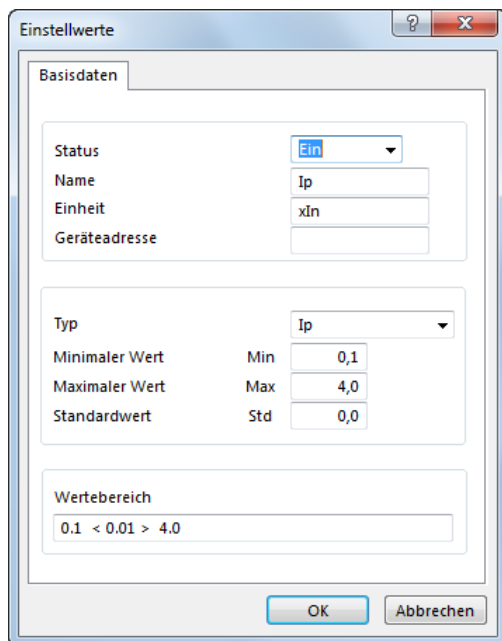 Einstellwerte
?
X
Basisdaten
Status Ein
Name Ip
Einheit xIn
Geräteadresse
Typ Ip
Minimaler Wert Min 0,1
Maximaler Wert Max 4,0
Standardwert Std 0,0
Wertebereich
0.1 < 0.01 > 4.0
OK Abbrechen